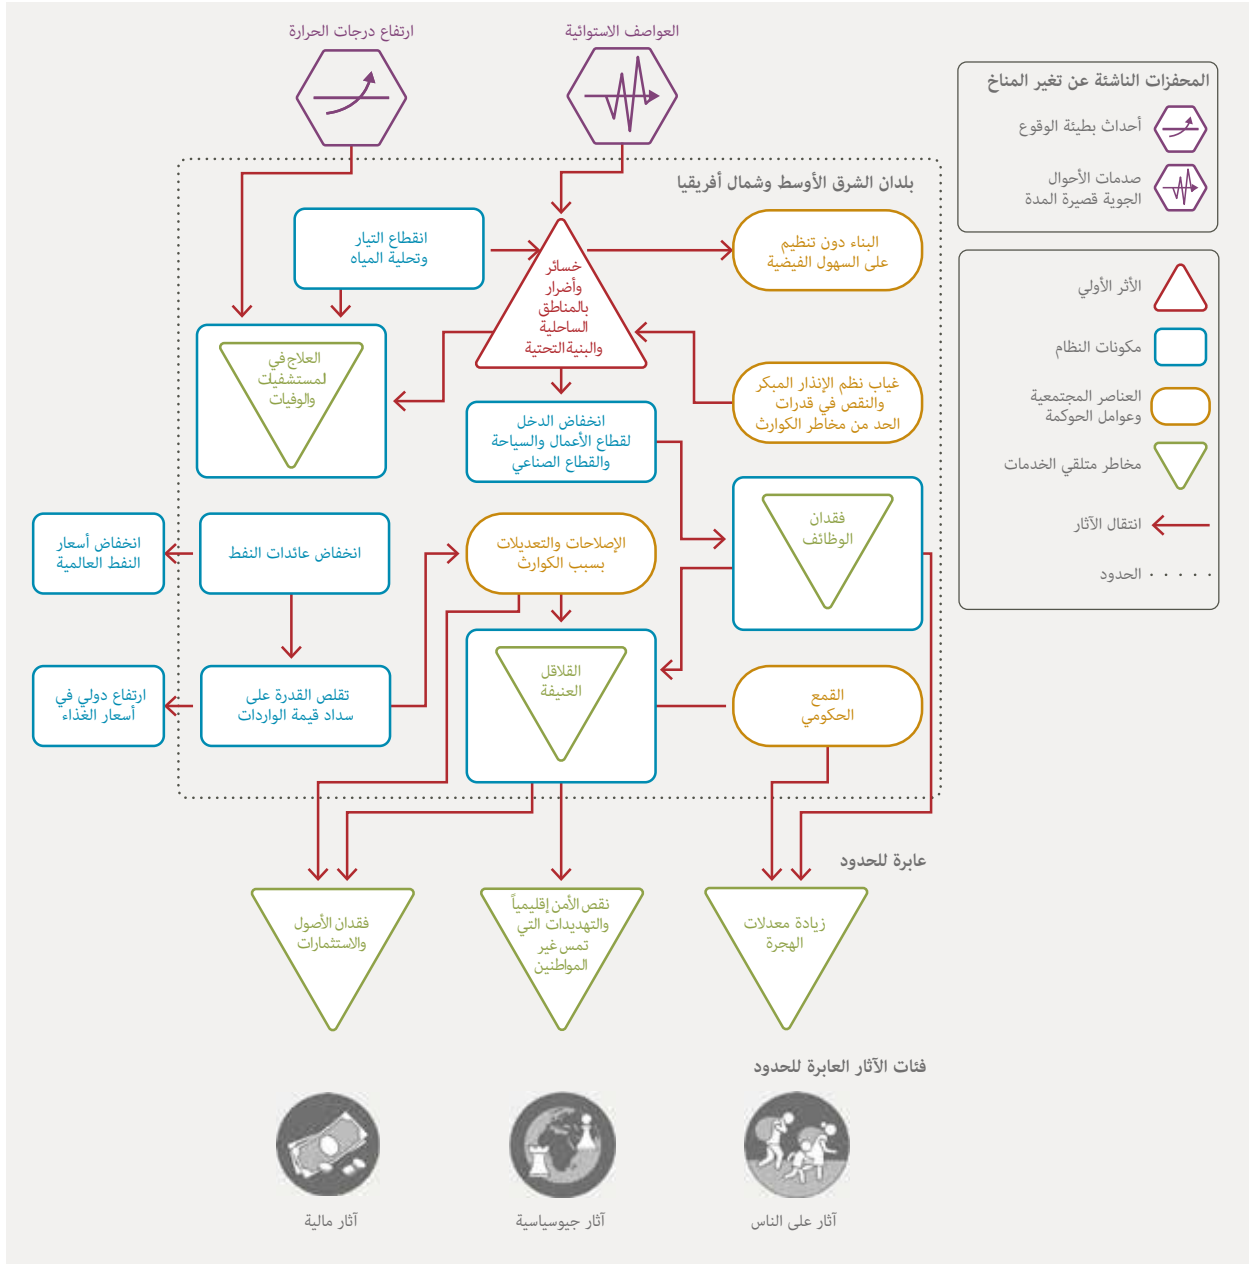 العواصف الاستوائية
ارتفاع درجات الحرارة
المحفزات الناشئة عن تغير المناخ
أحداث بطيئة الوقوع
صدمات الأحوال
الجوية قصيرة المدة
الأثر الأولي
مكونات النظام
العناصر المجتمعية
وعوامل الحوكمة
مخاطر متلقي الخدمات
انتقال الآثار
الحدود
بلدان الشرق الأوسط وشمال أفريقيا
البناء دون تنظيم
على السهول الفيضية
خسائر
وأضرار
بالمناطق
الساحلية
والبنية التحتية
انقطاع التيار
وتحلية المياه
العلاج في
لمستشفيات
والوفيات
غياب نظم الإنذار المبكر
والنقص في قدرات
الحد من مخاطر الكوارث
انخفاض الدخل
لقطاع الأعمال والسياحة
والقطاع الصناعي
فقدان
الوظائف
الإصلاحات والتعديلات
بسبب الكوارث
انخفاض عائدات النفط
انخفاض أسعار
النفط العالمية
القلاقل
العنيفة
القمع
الحكومي
تقلص القدرة على
سداد قيمة الواردات
ارتفاع دولي في
أسعار الغذاء
عابرة للحدود
زيادة معدلات
الهجرة
نقص الأمن إقليمياً
والتهديدات التي
تمس غير
المواطنين
فقدان الأصول
والاستثمارات
فئات الآثار العابرة للحدود
آثار على الناس
آثار جيوسياسية
آثار مالية